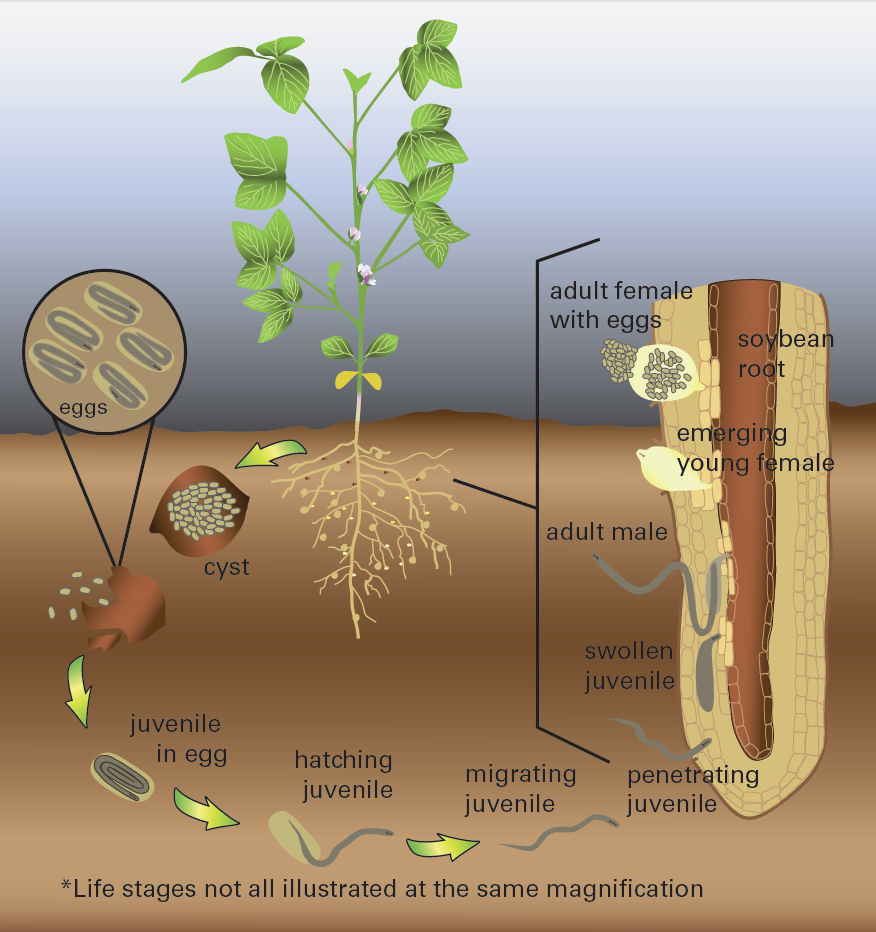 adult female
with eggs
soybean
root
eggs
emerging
young female
adult male
cyst
swollen
juvenile
juvenile
in egg
hatching
juvenile
migrating
juvenile
penetrating
juvenile
*Life stages not all illustrated at the same magnification